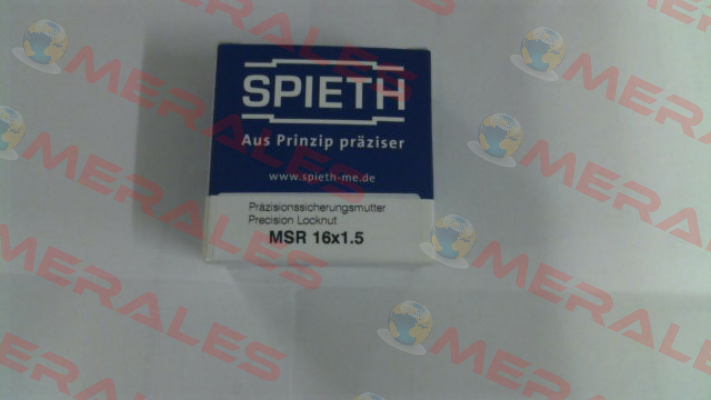 SPIETH
Aus Prinzip präziser
www.spieth-me.de
Präzisionssicherungsmutter
Precision Locknut
MSR 16x1.5
MERALES
MERALES
MERALES
MERALES
MERALES
MERALES